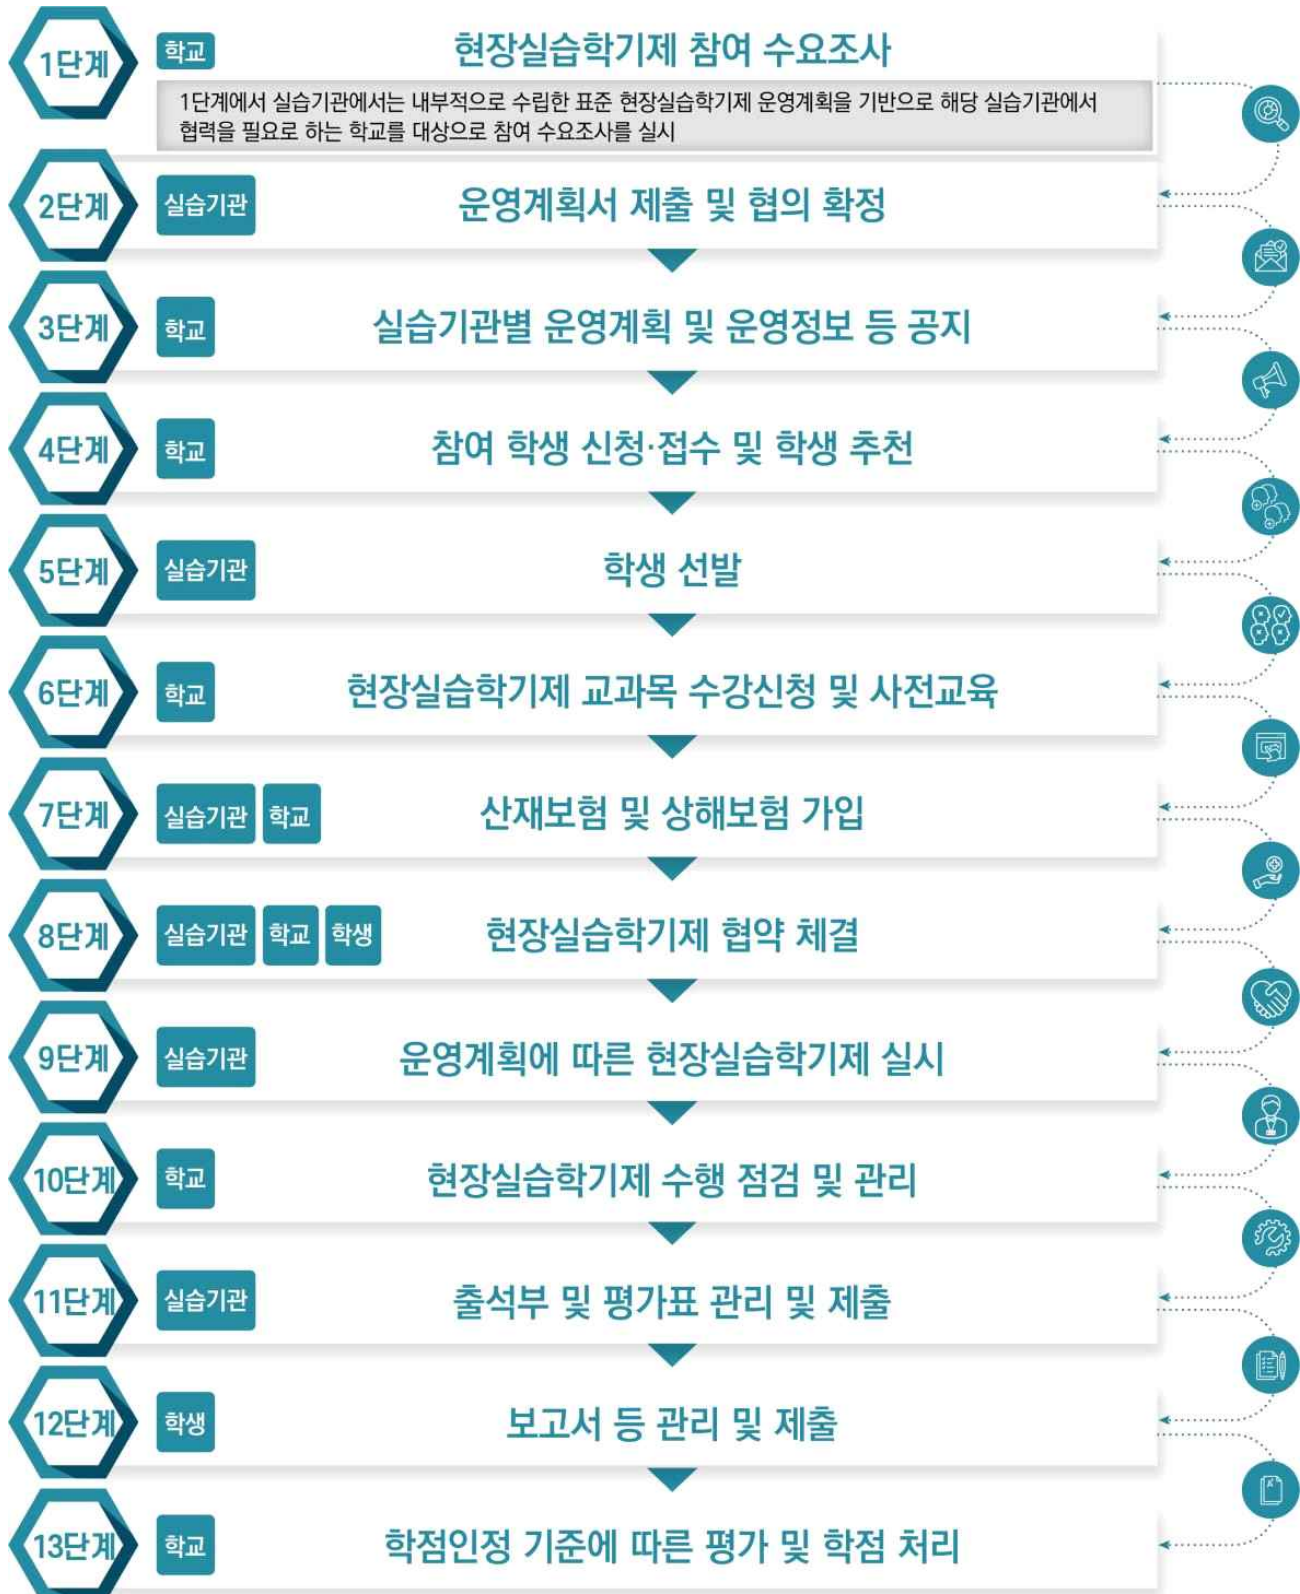 1단계 학교 현장실습학기제 참여 수요조사
1단계에서 실습기관에서는 내부적으로 수립한 표준 현장실습학기제 운영계획을 기반으로 해당 실습기관에서
협력을 필요로 하는 학교를 대상으로 참여 수요조사를 실시
2단계 실습기관 운영계획서 제출 및 협의 확정
3단계 학교 실습기관별 운영계획 및 운영정보 등 공지
4단계 학교 참여 학생 신청·접수 및 학생 추천
5단계 실습기관 학생 선발
6단계 학교 현장실습학기제 교과목 수강신청 및 사전교육
7단계 실습기관 학교 산재보험 및 상해보험 가입
8단계 실습기관 학교 학생 현장실습학기제 협약 체결
9단계 실습기관 운영계획에 따른 현장실습학기제 실시
10단계 학교 현장실습학기제 수행 점검 및 관리
11단계 실습기관 출석부 및 평가표 관리 및 제출
12단계 학생 보고서 등 관리 및 제출
13단계 학교 학점인정 기준에 따른 평가 및 학점 처리